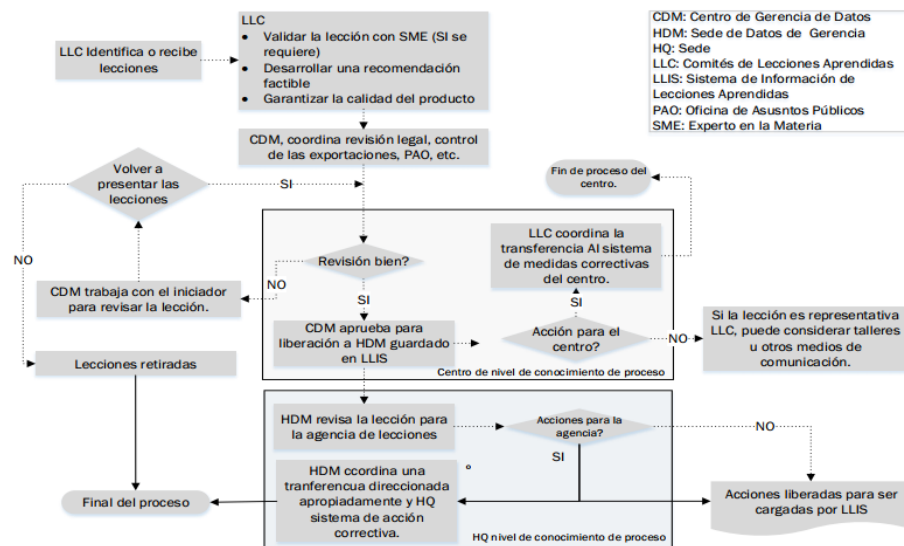 LLC Identifica o recibe
lecciones
LLC
• Validar la lección con SME (SI se
requiere)
• Desarrollar una recomendación
factible
• Garantizar la calidad del producto
CDM: Centro de Gerencia de Datos
HDM: Sede de Datos de Gerencia
HQ: Sede
LLC: Comités de Lecciones Aprendidas
LLIS: Sistema de Información de
Lecciones Aprendidas
PAO: Oficina de Asusntos Públicos
SME: Experto en la Materia
CDM, coordina revisión legal, control
de las exportaciones, PAO, etc.
Volver a
presentar las
lecciones
SI
NO
Fin de proceso del
centro.
LLC coordina la
transferencia AI sistema
de medidas correctivas
del centro.
Revisión bien?
NO
SI
SI
CDM trabaja con el iniciador
para revisar la lección.
CDM aprueba para
liberación a HDM guardado
en LLIS
Acción para el
centro?
NO
Si la lección es representativa
LLC, puede considerar talleres
u otros medios de
comunicación.
Lecciones retiradas
Centro de nivel de conocimiento de proceso
HDM revisa la lección para
la agencia de lecciones
Acciones para la
agencia?
NO
SI
HDM ccordina una
tranferencua direccionada
apropiadamente y HQ
sistema de acción
correctiva.
º
Final del proceso
Acciones liberadas para ser
cargadas por LLIS
HQ nivel de conocimiento de proceso